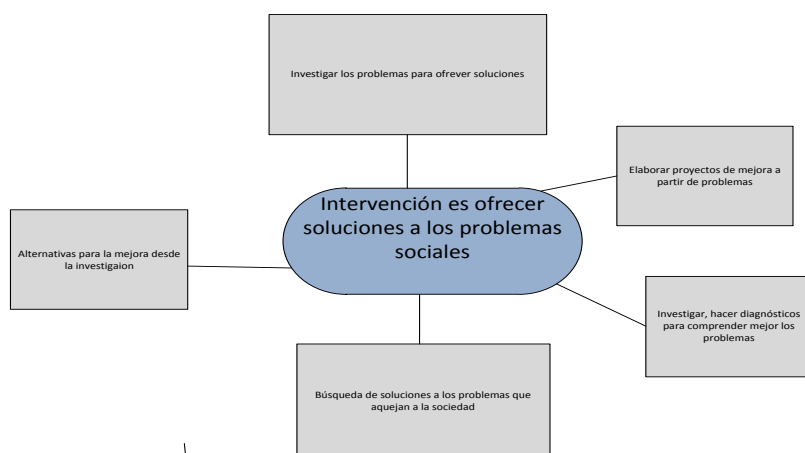 Investigar los problemas para ofrever soluciones
Elaborar proyectos de mejora a
partir de problemas
Intervención es ofrecer
soluciones a los problemas
sociales
Alternativas para la mejora desde
la investigaion
Investigar, hacer diagnósticos
para comprender mejor los
problemas
Búsqueda de soluciones a los problemas que
aquejan a la sociedad